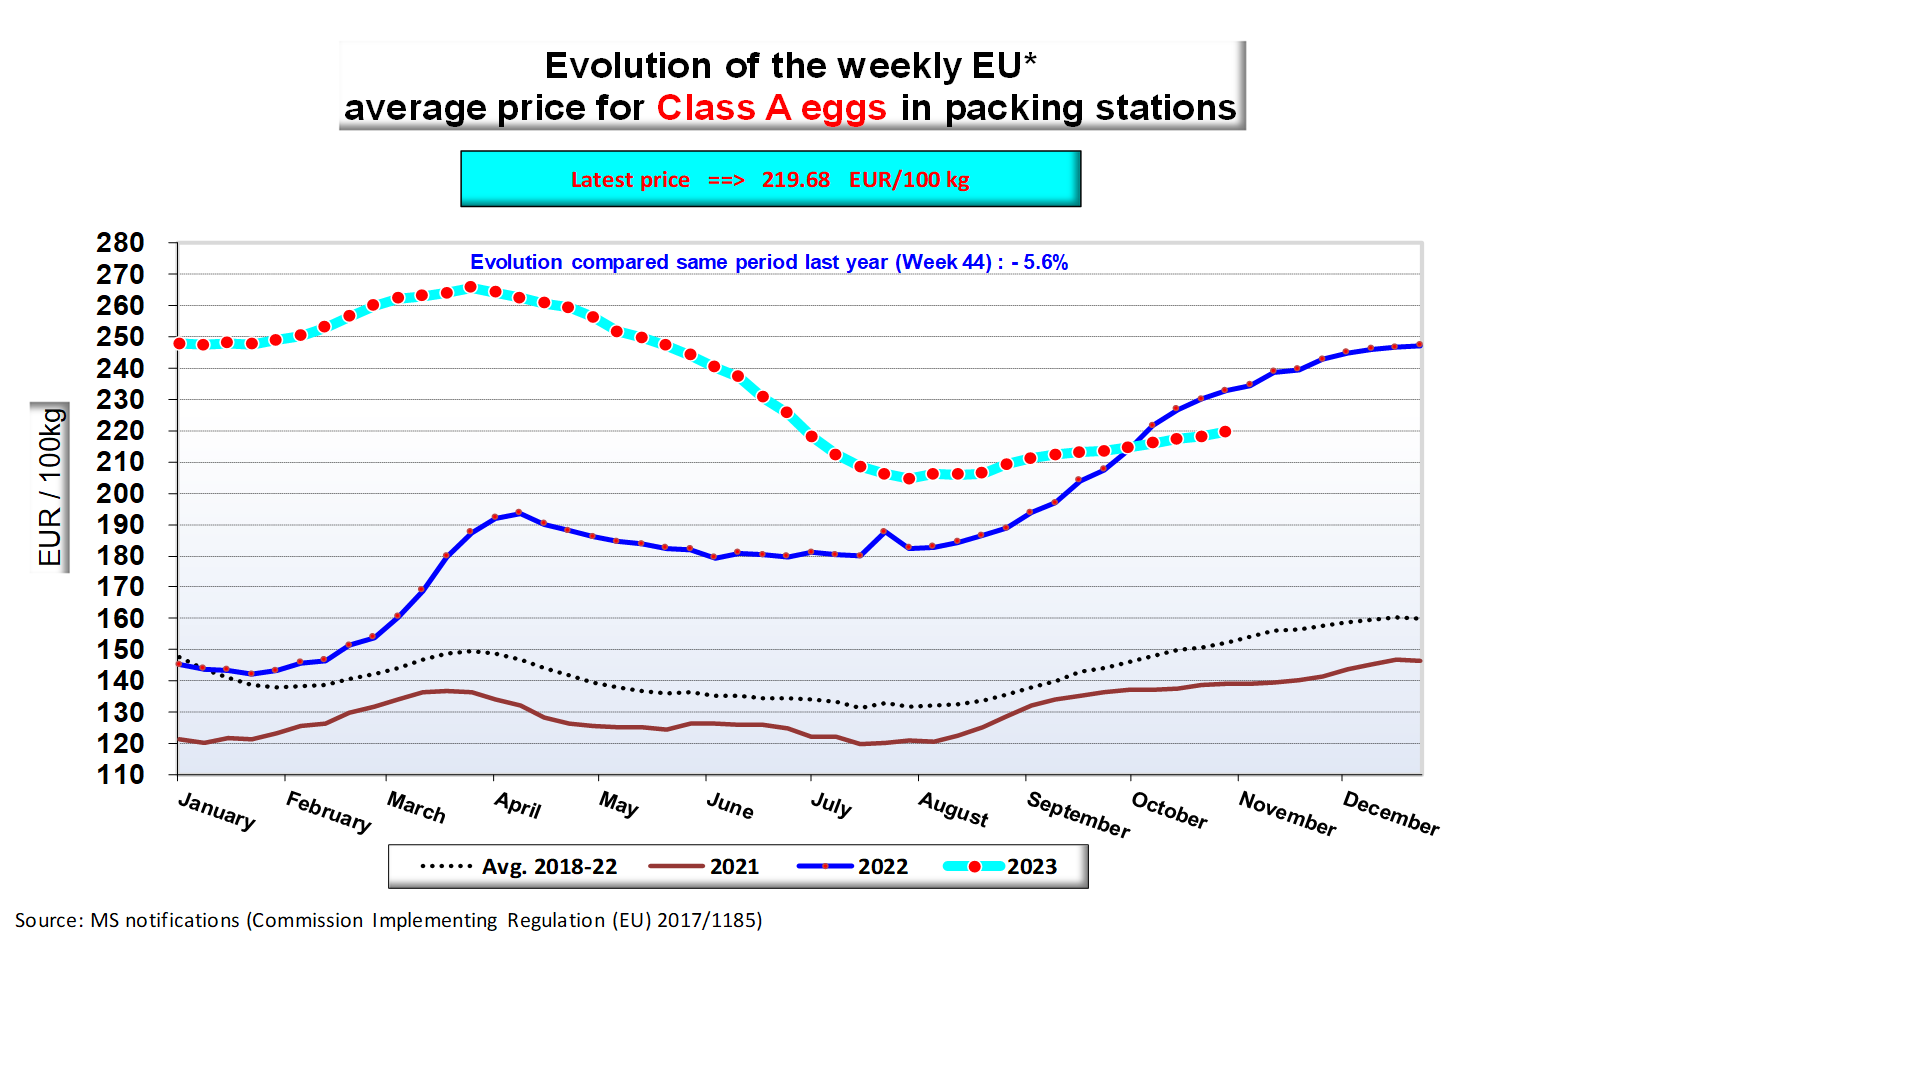 Evolution of the weekly EU*
average price for Class A eggs in packing stations
Latest price ==> 219.68 EUR/100 kg
Evolution compared same period last year (Week 44) : - 5.6%
EUR / 100kg
280
270
260
250
240
230
220
210
200
190
180
170
160
150
140
130
120
110
January
February
March
April
May
June
July
August
September
October
November
December
Avg. 2018-22
2021
2022
2023
Source: MS notifications (Commission Implementing Regulation (EU) 2017/1185)